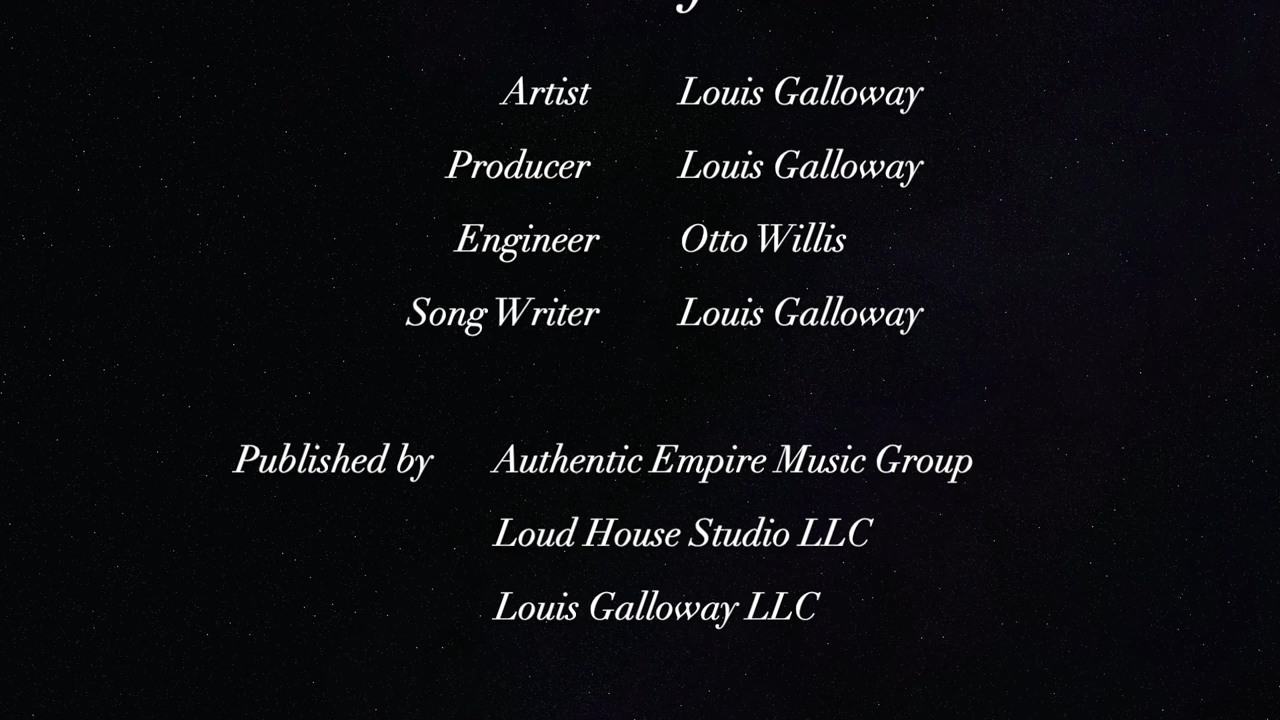 Artist Louis Galloway
Producer Louis Galloway
Engineer Otto Willis
Song Writer Louis Galloway
Published by Authentic Empire Music Group
Loud House Studio LLC
Louis Galloway LLC